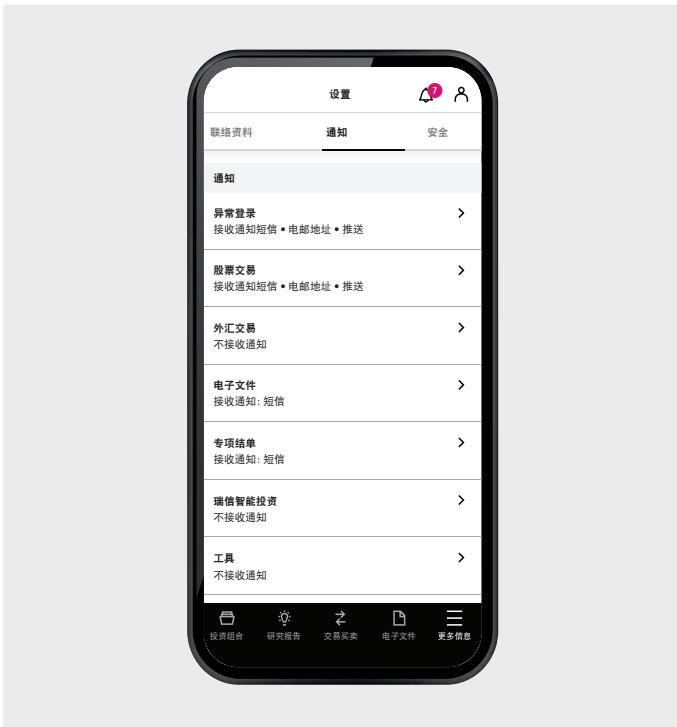 设置
7
联络资料
通知
安全
通知
异常登录
接收通知短信 • 电邮地址 • 推送
股票交易
接收通知短信 • 电邮地址 • 推送
外汇交易
不接收通知
电子文件
接收通知: 短信
专项结单
接收通知: 短信
瑞信智能投资
不接收通知
工具
不接收通知
投资组合
研究报告
交易买卖
电子文件
更多信息